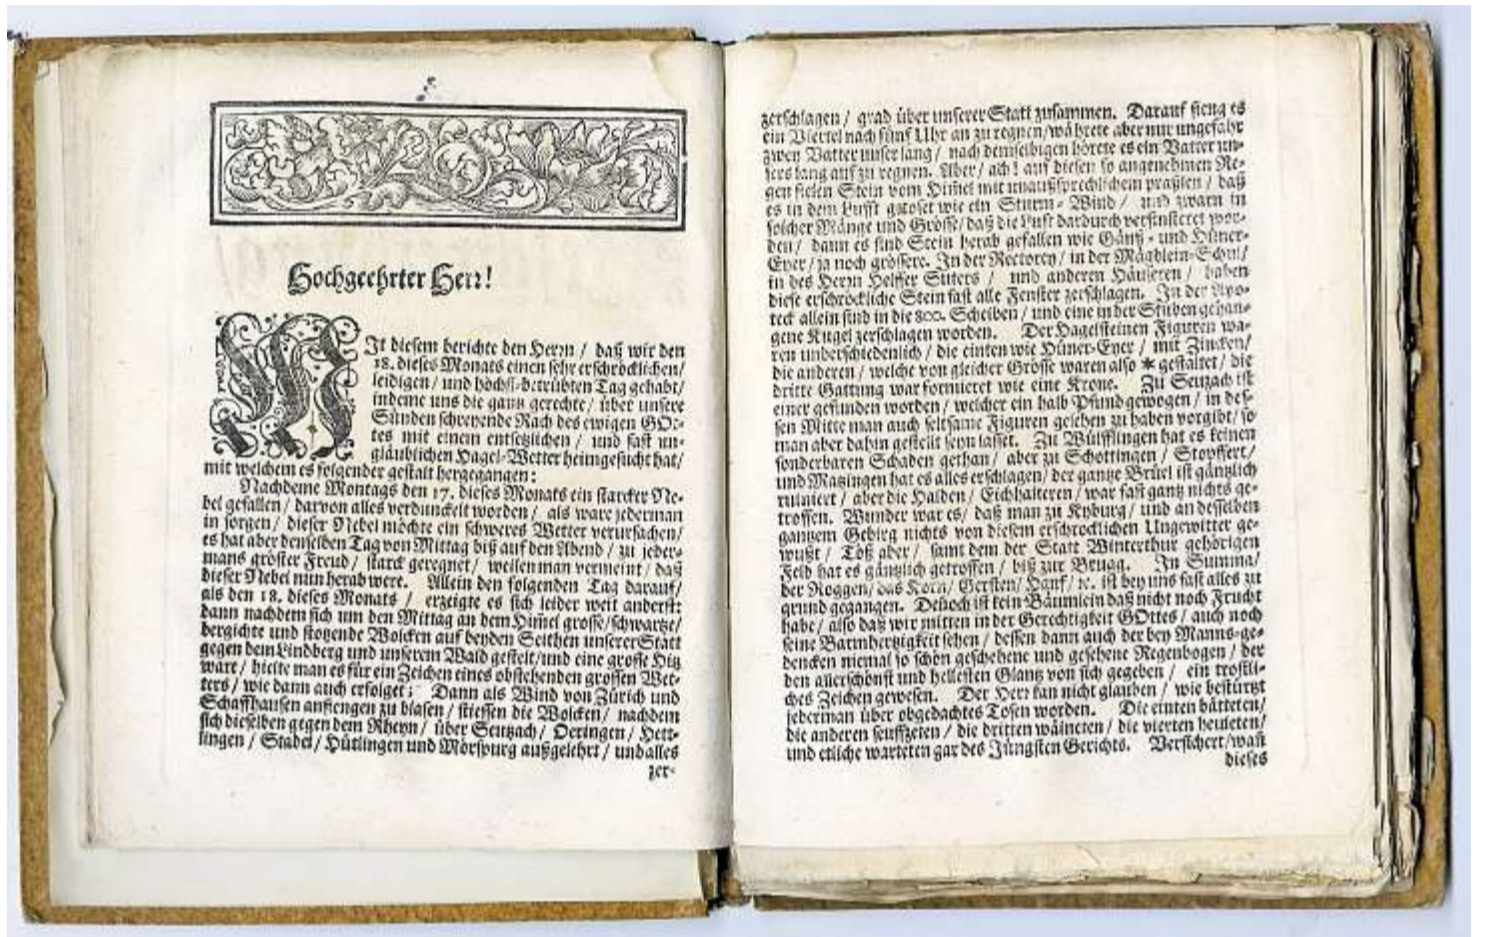 Hochgeehrter Herr!
MIt diesem berichte den Herrn / daß wir den
18. dieses Monats einen sehr erschröcklichen /
leidigen / und höchst-betrübten Tag gehabt /
indeme uns die gantz gerechte / über unsere
Sünden schreyende Rach des ewigen GOt-
tes mit einem entsetzlichen / und fast un-
gläublichen Hagel-Wetter heimgesucht hat /
mit welchem es folgender gestalt hergegangen:
Nachdeme Montags den 17. dieses Monats ein starcker Ne-
bel gefallen / darvon alles verdunckelt worden / als ware jederman
in sorgen / dieser Nebel möchte ein schweres Wetter verursachen /
es hat aber denselben Tag von Mittag biß auf den Abend / zu jeder-
mans gröster Freud / starck geregnet / weilen man vermeint / daß
dieser Nebel nun herab were. Allein den folgenden Tag darauf /
als den 18. dieses Monats / erzeigte es sich leider weit anderst:
dann nachdem sich um den Mittag an dem Him̃el grosse / schwartze /
bergichte und stotzende Wolcken auf beyden Seithen unserer Statt
gegen dem Lindberg und unserem Wald gestelt / und eine grosse Hitz
ware / hielte man es für ein Zeichen eines obstehenden grossen Wet-
ters / wie dann auch erfolget; Dann als Wind von Zürich und
Schaffhausen anfiengen zu blasen / stiessen die Wolcken / nachdem
sich dieselben gegen dem Rheyn / über Seutzach / Oeringen / Hett-
lingen / Stadel / Hütlingen und Mörspurg außgelehrt / und alles
zer-
zerschlagen / grad über unserer Statt zusammen. Darauf fieng es
ein Viertel nach fünf Uhr an zu regnen / währete aber nur ungefähr
zwey Vatter unser lang / nach demselbigen hörete es ein Vatter un-
sers lang auf zu regnen. Aber / ach! auf diesen so angenehmen Re-
gen fielen Stein vom Him̃el mit unaußsprechlichem praßlen / daß
es in dem Lufft getoset wie ein Sturm-Wind / und zwarn in
solcher Mänge und Grösse / daß die Luft dardurch verfinsteret wor-
den / dann es sind Stein herab gefallen wie Gänß- und Hüner-
Eyer / ja noch grössere. In der Rectorey / in der Mägdlein-Schul /
in des Herrn Helffer Suters / und anderen Häuseren / haben
diese erschröckliche Stein fast alle Fenster zerschlagen. In der Apo-
teck allein sind in die 800. Scheiben / und eine in der Stuben gehan-
gene Kugel zerschlagen worden. Der Hagelsteinen Figuren wa-
ren underschiedenlich / die einten wie Hüner-Eyer / mit Zincken /
die anderen / welche von gleicher Grösse waren also * gestaltet / die
dritte Gattung war formieret wie eine Krone. Zu Seuzach ist
einer gefunden worden / welcher ein halb Pfund gewogen / in des-
sen Mitte man auch seltsame Figuren gesehen zu haben vorgibt / so
man aber dahin gestellt seyn lasset. Zu Wülfflingen hat es keinen
sonderbaren Schaden gethan / aber zu Schottingen / Stopffert /
und Matzingen hat es alles erschlagen / der gantze Brüel ist gäntzlich
ruiniert / aber die Halden / Eichhalteren / war fast gantz nichts ge-
troffen. Wunder war es / daß man zu Kyburg / und an desselben
gantzem Gebirg nichts von diesem erschrocklichen Ungewitter ge-
wußt / Töß aber / samt dem der Statt Winterthur gehörigen
Feld hat es gäntzlich getroffen / biß zur Brugg. In Summa /
der Roggen / das Korn / Gersten / Hanf / ꝛc. ist bey uns fast alles zu
grund gegangen. Deñoch ist kein Bäumlein daß nicht noch Frucht
habe / also daß wir mitten in der Gerechtigkeit GOttes / auch noch
seine Barmhertzigkeit sehen / dessen dann auch der bey Manns-ge-
dencken niemal so schön geschehene und gesehene Regenbogen / der
den allerschönst und hellesten Glantz von sich gegeben / ein trostli-
ches Zeichen gewesen. Der Herr kan nicht glauben / wie bestürtzt
jederman über obgedachtes Tosen worden. Die einten bätteten /
die anderen seuffzeten / die dritten wäineten / die vierten heuleten /
und etliche warteten gar des Jüngsten Gerichts. Versichert / wañ
dieses